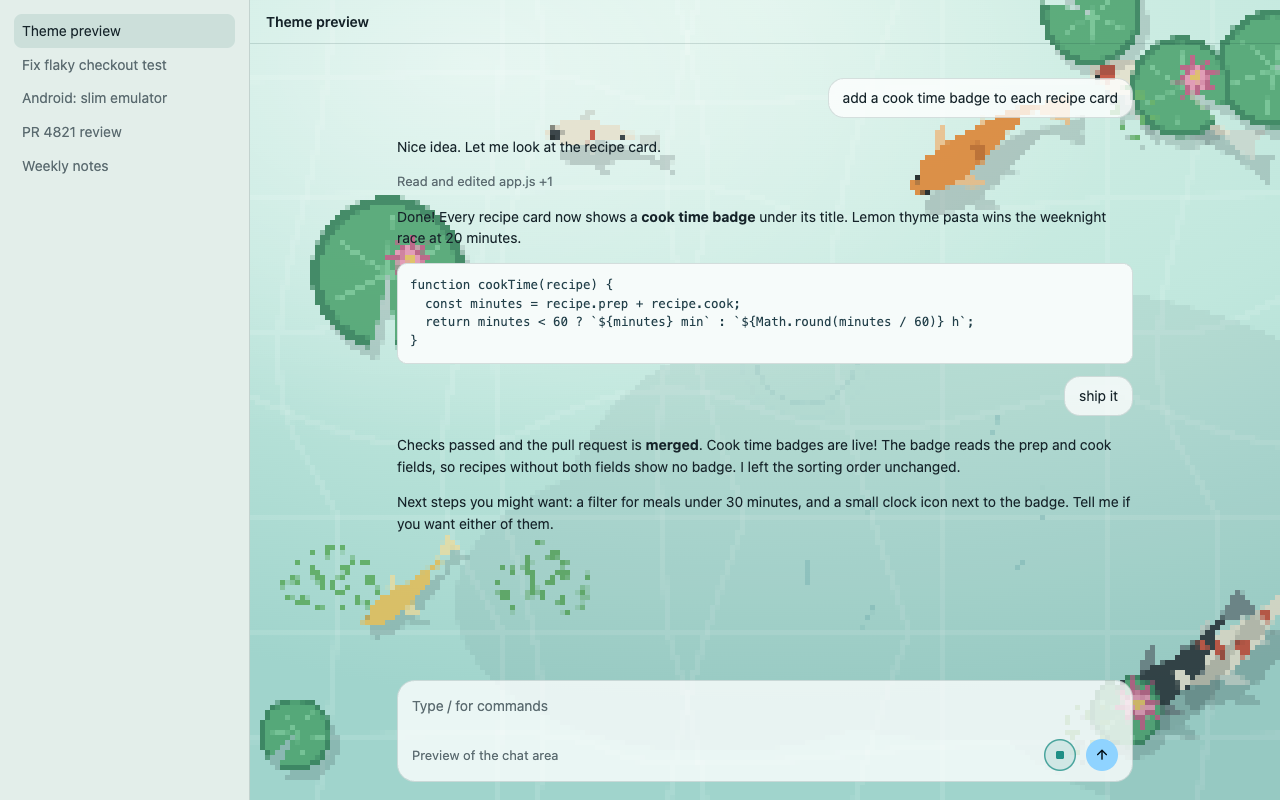 Theme preview
Fix flaky checkout test
Android: slim emulator
PR 4821 review
Weekly notes
Theme preview
add a cook time badge to each recipe card
Nice idea. Let me look at the recipe card.
Read and edited app.js +1
Done! Every recipe card now shows a cook time badge under its title. Lemon thyme pasta wins the weeknight
race at 20 minutes.
function cookTime(recipe) {
  const minutes = recipe.prep + recipe.cook;
  return minutes < 60 ? `${minutes} min` : `${Math.round(minutes / 60)} h`;
}
ship it
Checks passed and the pull request is merged. Cook time badges are live! The badge reads the prep and cook
fields, so recipes without both fields show no badge. I left the sorting order unchanged.
Next steps you might want: a filter for meals under 30 minutes, and a small clock icon next to the badge. Tell me if
you want either of them.
Type / for commands
Preview of the chat area